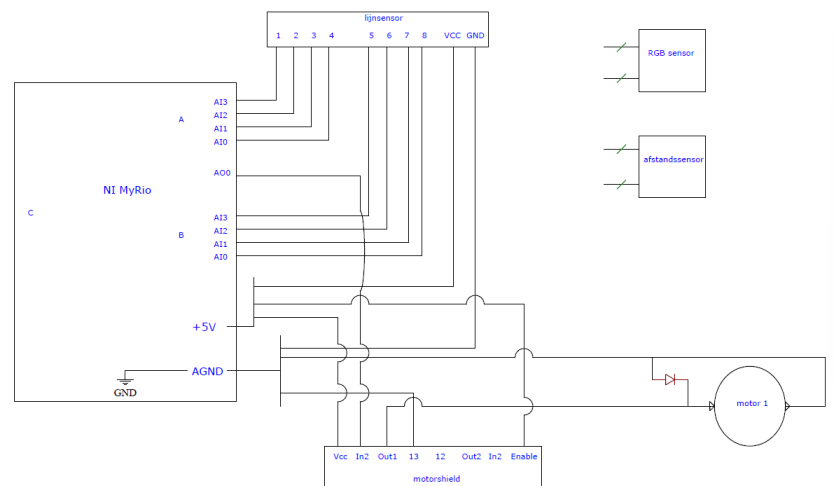 lijnsensor
1 2 3 4 5 6 7 8 VCC GND
RGB sensor
afstandssensor
NI MyRio
A
AI3
AI2
AI1
AI0
AO0
C
B
AI3
AI2
AI1
AI0
+5V
AGND
GND
motor 1
Vcc In2 Out1 13 12 Out2 In2 Enable
motorshield